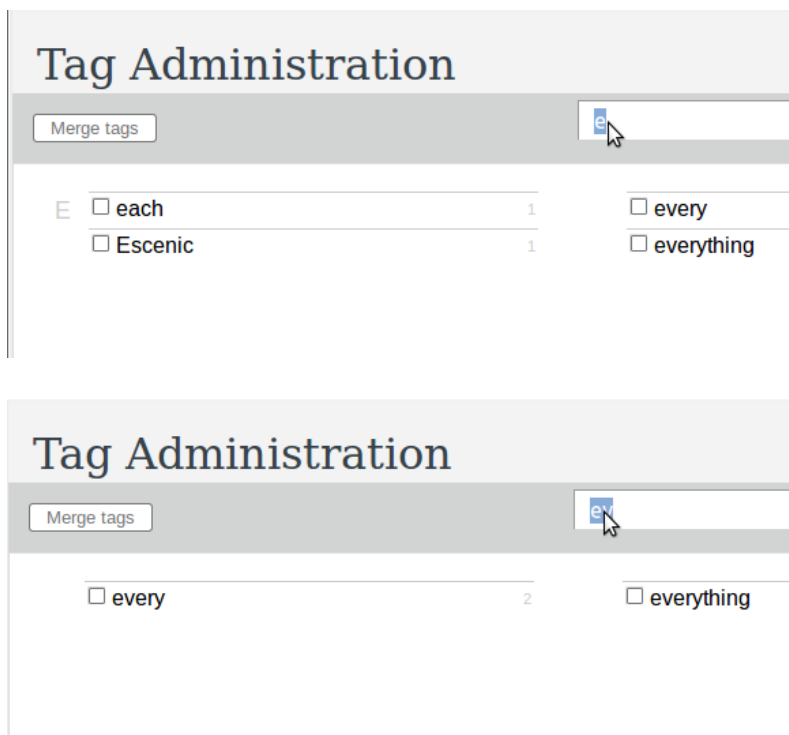 Tag Administration
Merge tags
e
E
each 1
every
Escenic 1
everything
Tag Administration
Merge tags
ev
every 2
everything